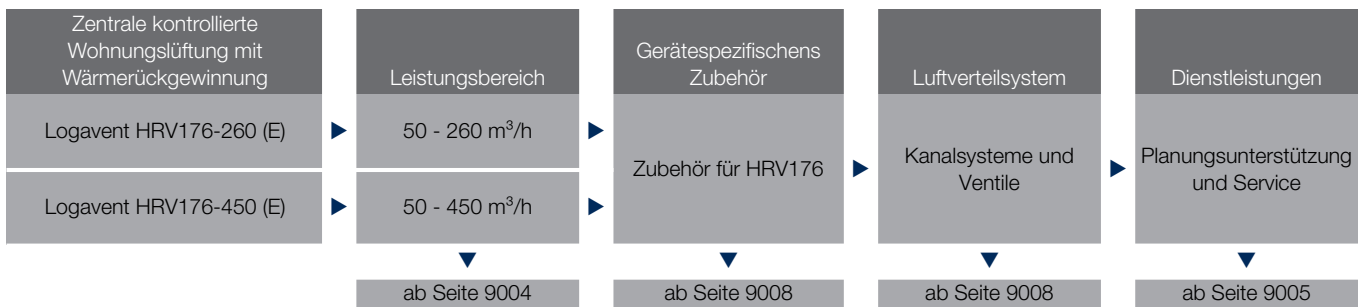 Zentrale kontrollierte
Wohnungslüftung mit
Wärmerückgewinnung
Leistungsbereich
Gerätespezifischens
Zubehör
Luftverteilsystem
Dienstleistungen
Logavent HRV176-260 (E)
50 - 260 m³/h
Logavent HRV176-450 (E)
50 - 450 m³/h
Zubehör für HRV176
Kanalsysteme und
Ventile
Planungsunterstützung
und Service
ab Seite 9004
ab Seite 9008
ab Seite 9008
ab Seite 9005